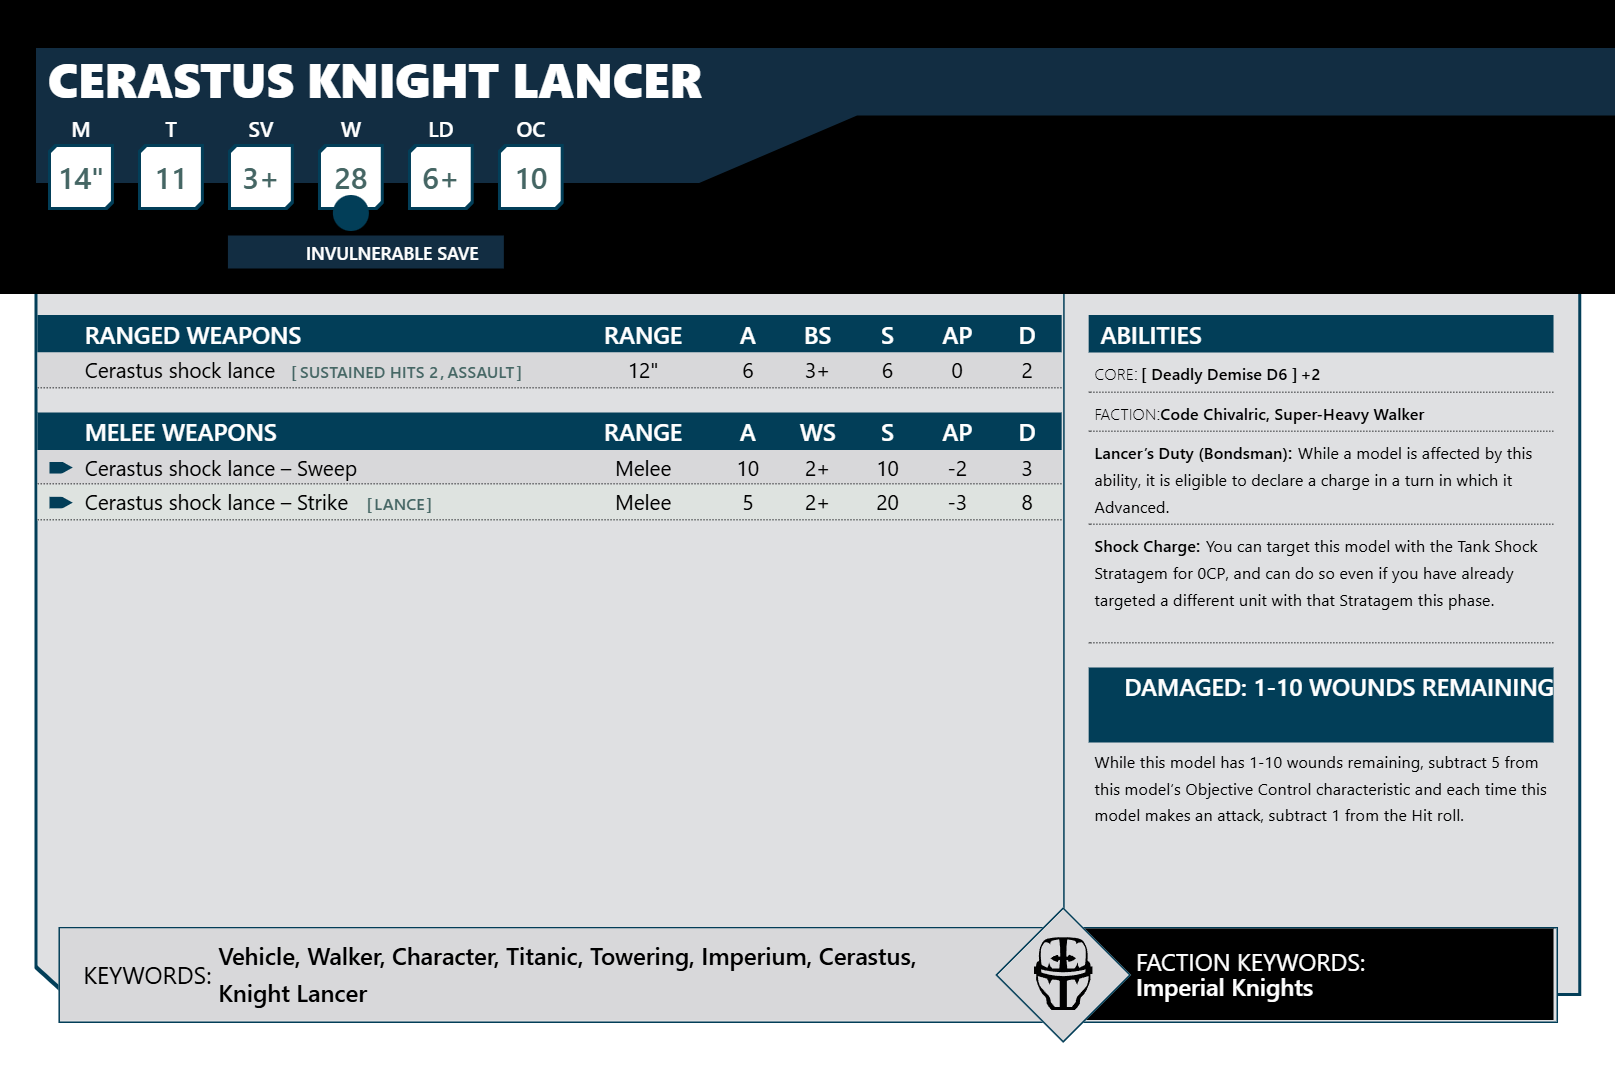 CERASTUS KNIGHT LANCER
M T SV W LD OC
14" 11 3+ 28 6+ 10
INVULNERABLE SAVE
RANGED WEAPONS RANGE A BS S AP D
Cerastus shock lance [ SUSTAINED HITS 2, ASSAULT ] 12" 6 3+ 6 0 2
MELEE WEAPONS RANGE A WS S AP D
Cerastus shock lance – Sweep Melee 10 2+ 10 -2 3
Cerastus shock lance – Strike [ LANCE ] Melee 5 2+ 20 -3 8
ABILITIES
CORE: [ Deadly Demise D6 ] +2
FACTION:Code Chivalric, Super-Heavy Walker
Lancer’s Duty (Bondsman): While a model is affected by this
ability, it is eligible to declare a charge in a turn in which it
Advanced.
Shock Charge: You can target this model with the Tank Shock
Stratagem for 0CP, and can do so even if you have already
targeted a different unit with that Stratagem this phase.
DAMAGED: 1-10 WOUNDS REMAINING
While this model has 1-10 wounds remaining, subtract 5 from
this model’s Objective Control characteristic and each time this
model makes an attack, subtract 1 from the Hit roll.
KEYWORDS: Vehicle, Walker, Character, Titanic, Towering, Imperium, Cerastus,
Knight Lancer
FACTION KEYWORDS:
Imperial Knights